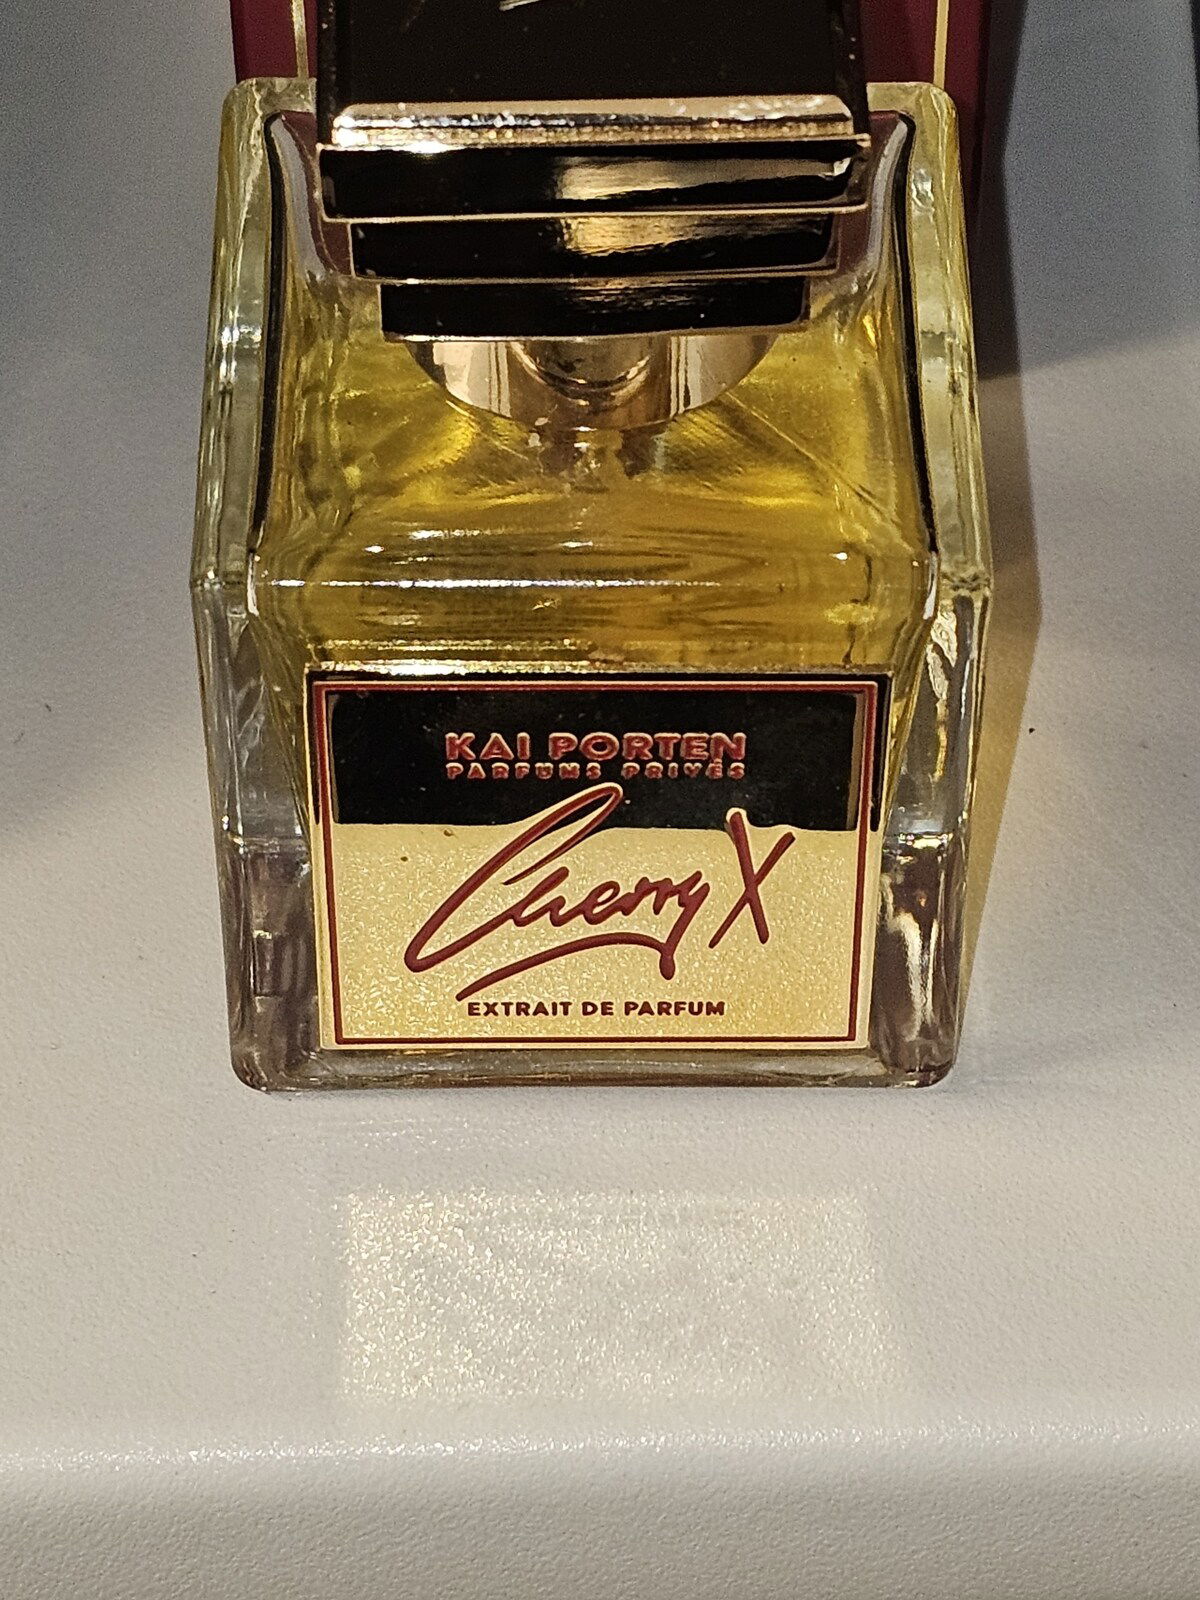 KAI PORTEN
PARFUMS PRIVÉS
Cherry X
EXTRAIT DE PARFUM